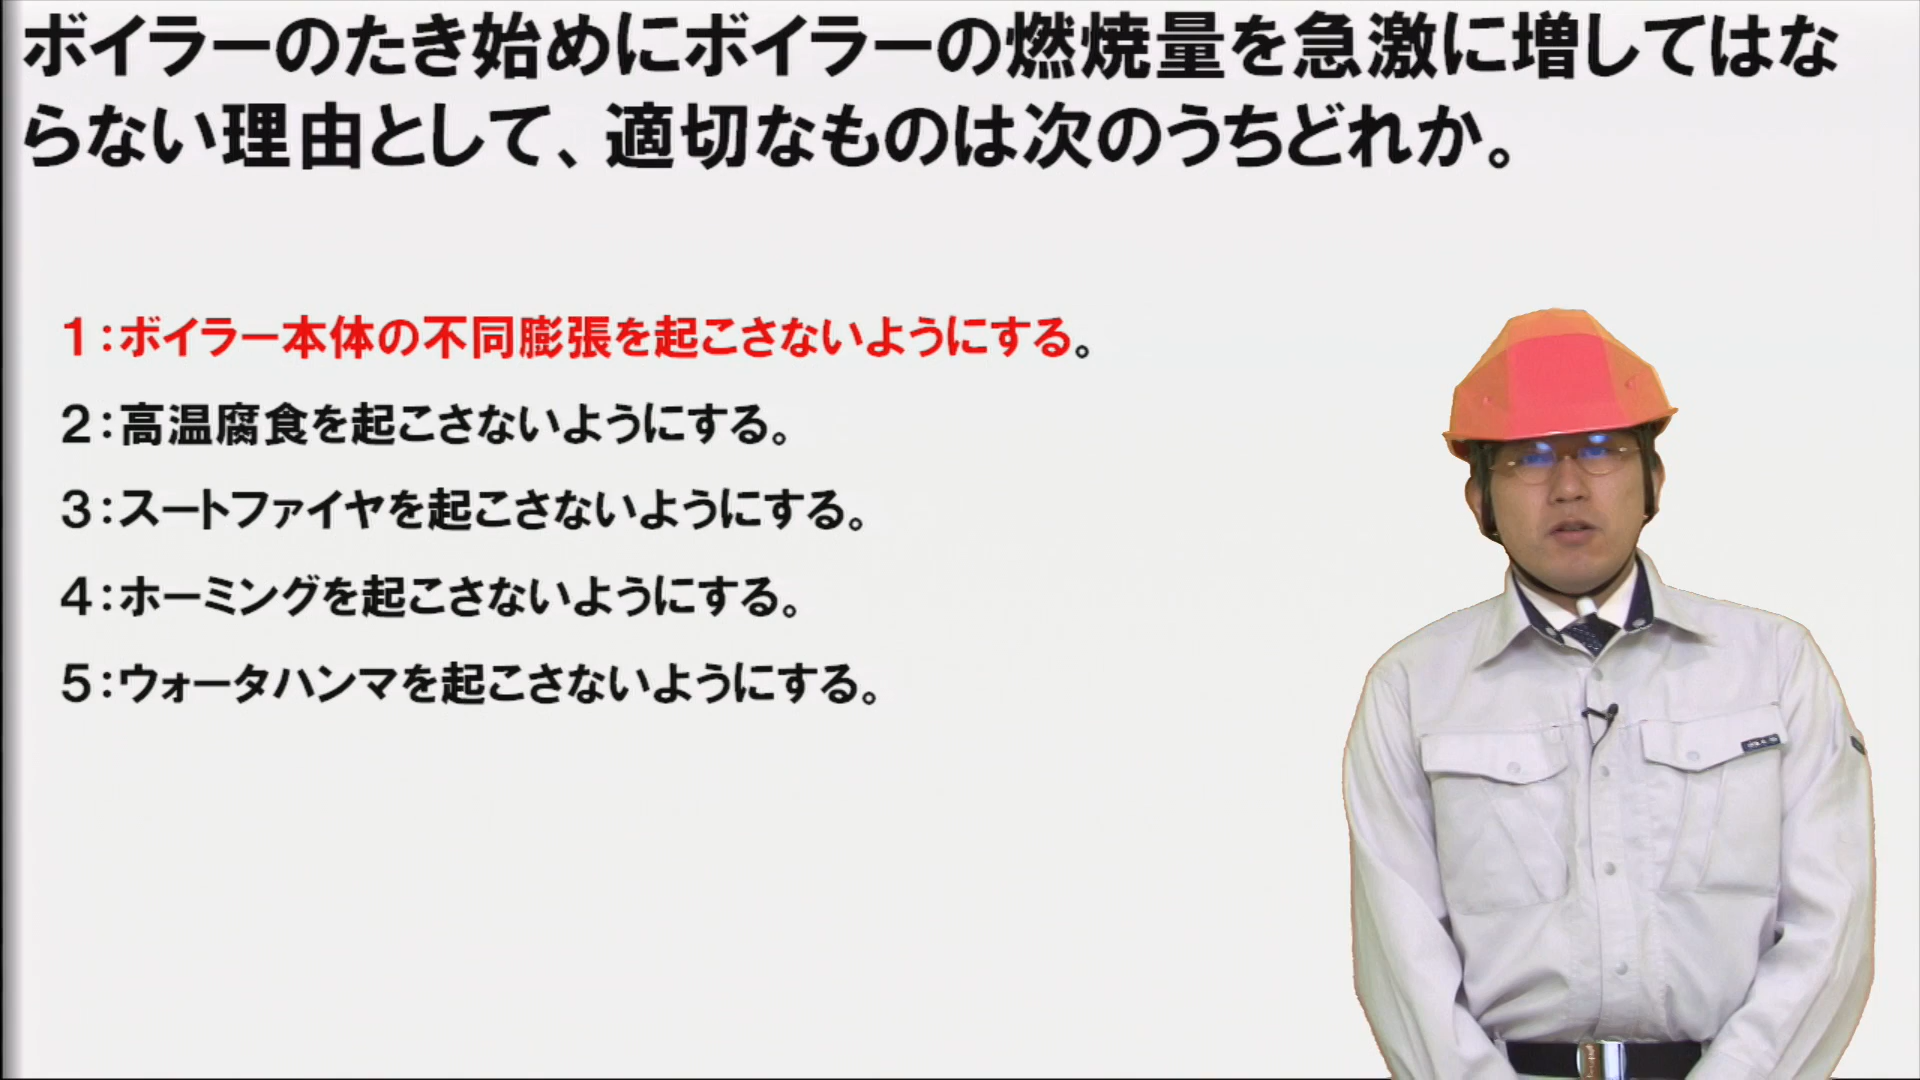 ボイラーのたき始めにボイラーの燃焼量を急激に増してはな
らない理由として、適切なものは次のうちどれか。
1：ボイラー本体の不同膨張を起こさないようにする。
2：高温腐食を起こさないようにする。
3：スートファイヤを起こさないようにする。
4：ホーミングを起こさないようにする。
5：ウォータハンマを起こさないようにする。